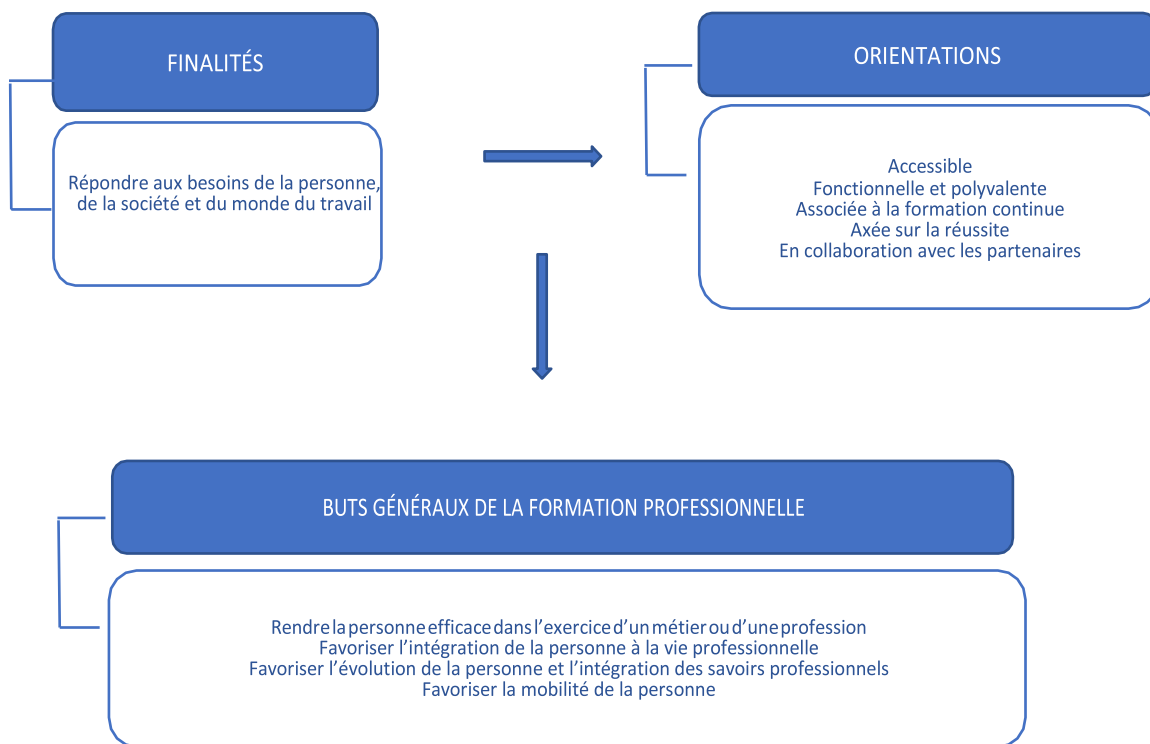 FINALITÉS
Répondre aux besoins de la personne,
de la société et du monde du travail
ORIENTATIONS
Accessible
Fonctionnelle et polyvalente
Associée à la formation continue
Axée sur la réussite
En collaboration avec les partenaires
BUTS GÉNÉRAUX DE LA FORMATION PROFESSIONNELLE
Rendre la personne efficace dans l’exercice d’un métier ou d’une profession
Favoriser l’intégration de la personne à la vie professionnelle
Favoriser l’évolution de la personne et l’intégration des savoirs professionnels
Favoriser la mobilité de la personne